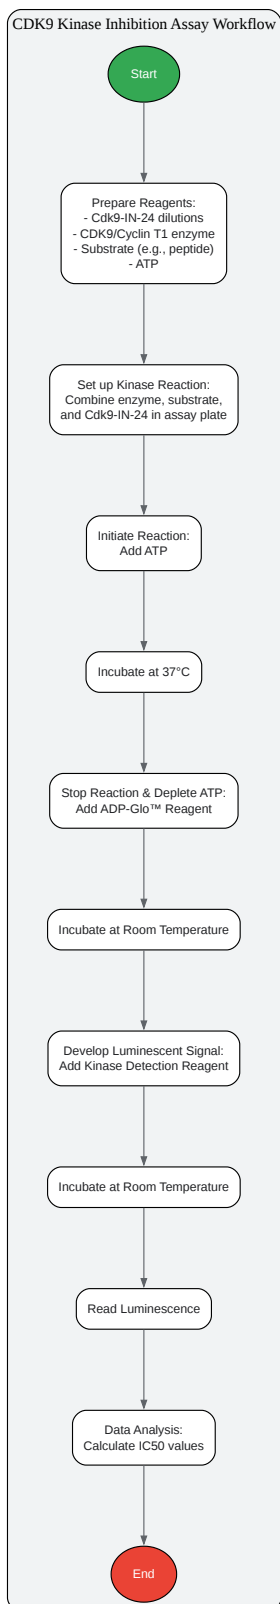 CDK9 Kinase Inhibition Assay Workflow
Start
Prepare Reagents:
- Cdk9-IN-24 dilutions
- CDK9/Cyclin T1 enzyme
- Substrate (e.g., peptide)
- ATP
Set up Kinase Reaction:
Combine enzyme, substrate,
and Cdk9-IN-24 in assay plate
Initiate Reaction:
Add ATP
Incubate at 37°C
Stop Reaction & Deplete ATP:
Add ADP-Glo™ Reagent
Incubate at Room Temperature
Develop Luminescent Signal:
Add Kinase Detection Reagent
Incubate at Room Temperature
Read Luminescence
Data Analysis:
Calculate IC50 values
End